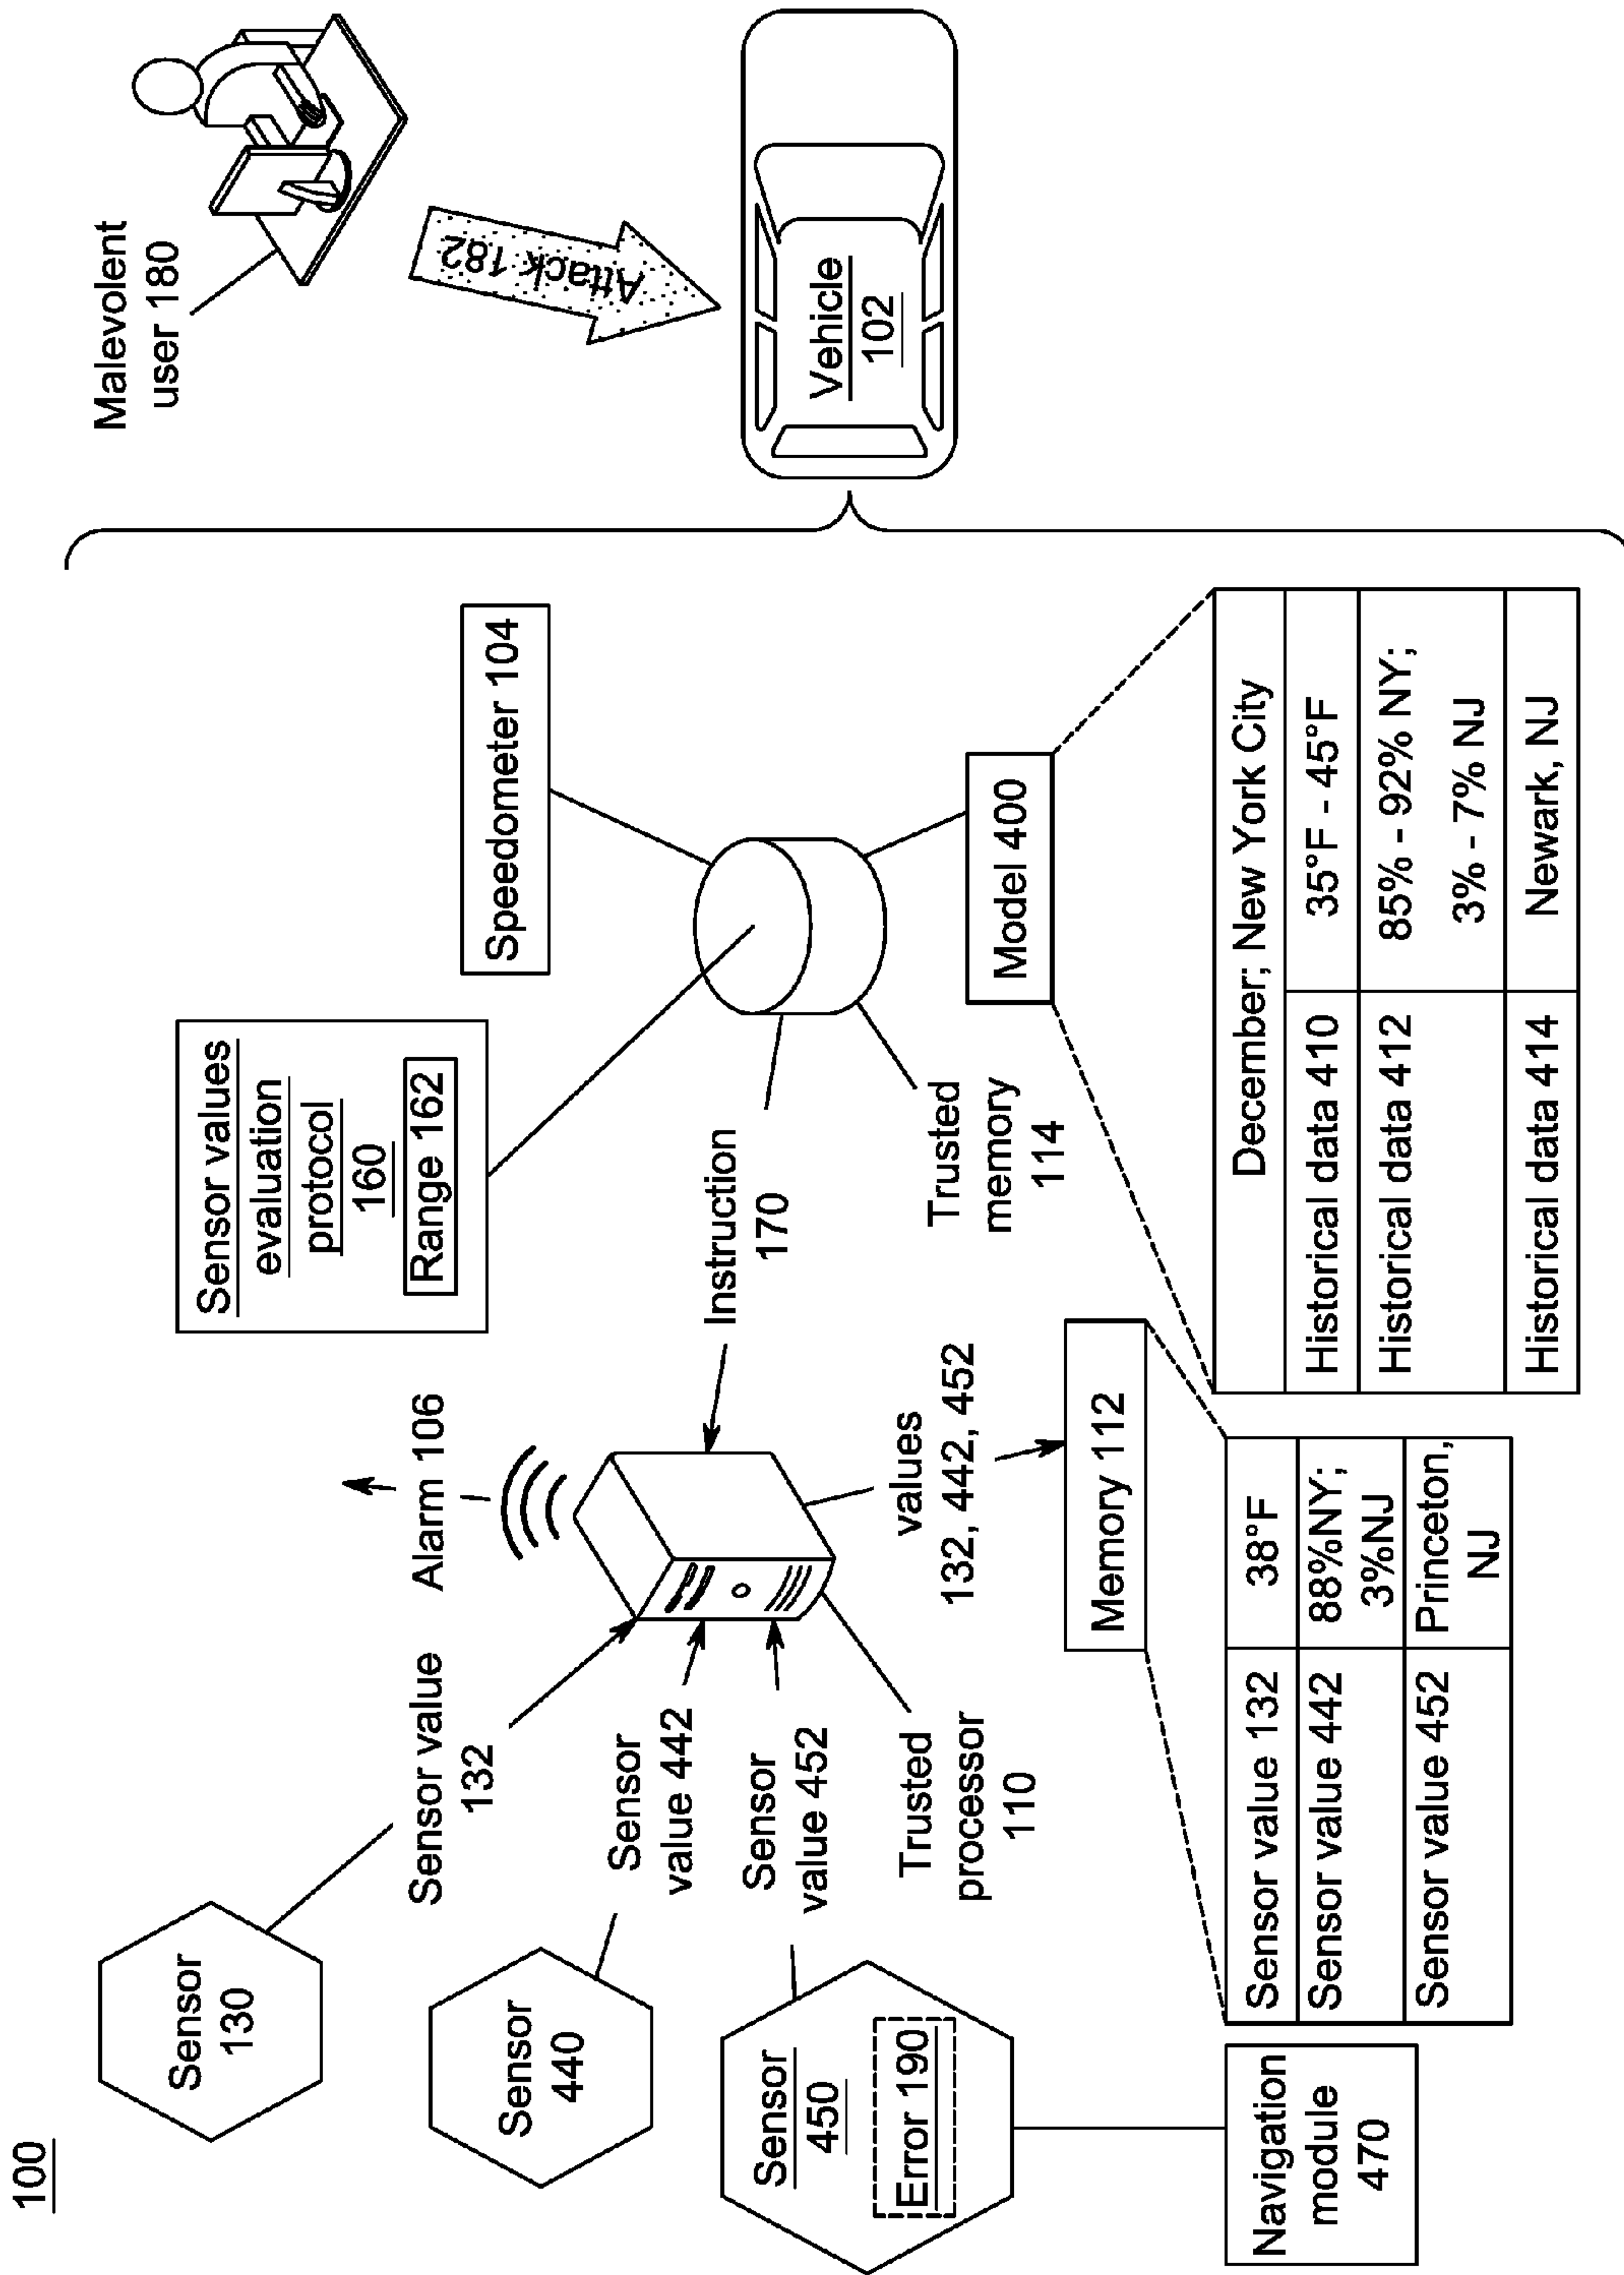 100
Sensor
130
Sensor
440
Sensor
450
Error 190
Navigation
module
470
Sensor value
132
Sensor
value 442
Sensor
value 452
Trusted
processor
110
Alarm 106
values
132, 442, 452
Memory 112
Sensor value 132 38°F
Sensor value 442 88%NY;
3%NJ
Sensor value 452 Princeton,
NJ
Instruction
170
Sensor values
evaluation
protocol
160
Range 162
Trusted
memory
114
Speedometer 104
Model 400
December; New York City
Historical data 410 35°F - 45°F
Historical data 412 85% - 92% NY;
3% - 7% NJ
Historical data 414 Newark, NJ
Malevolent
user 180
Attack 182
Vehicle
102